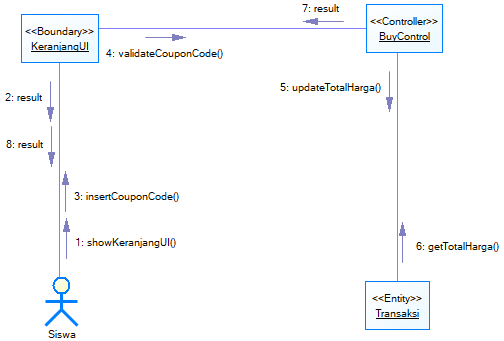 7: result
<<Boundary>>
KeranjangUI
<<Controller>>
BuyControl
4: validateCouponCode()
2: result
5: updateTotalHarga()
8: result
3: insertCouponCode()
1: showKeranjangUI()
6: getTotalHarga()
<<Entity>>
Transaksi
Siswa